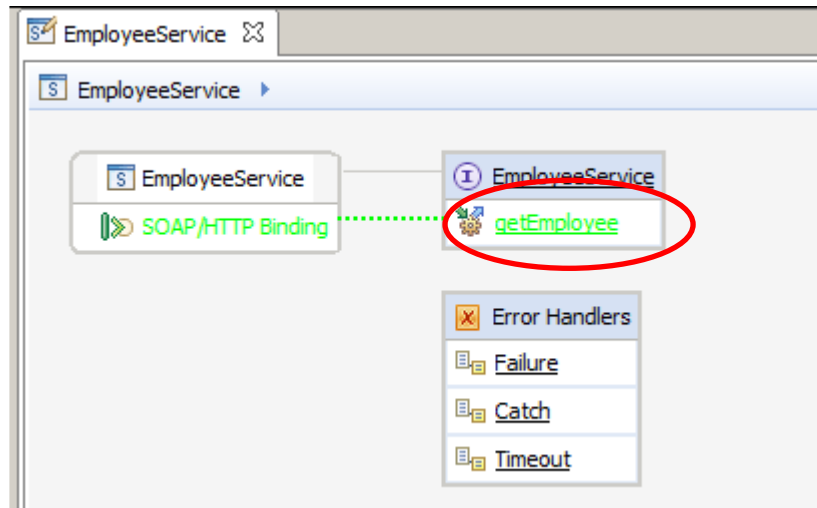 EmployeeService
EmployeeService
EmployeeService
SOAP/HTTP Binding
EmployeeService
getEmployee
Error Handlers
Failure
Catch
Timeout